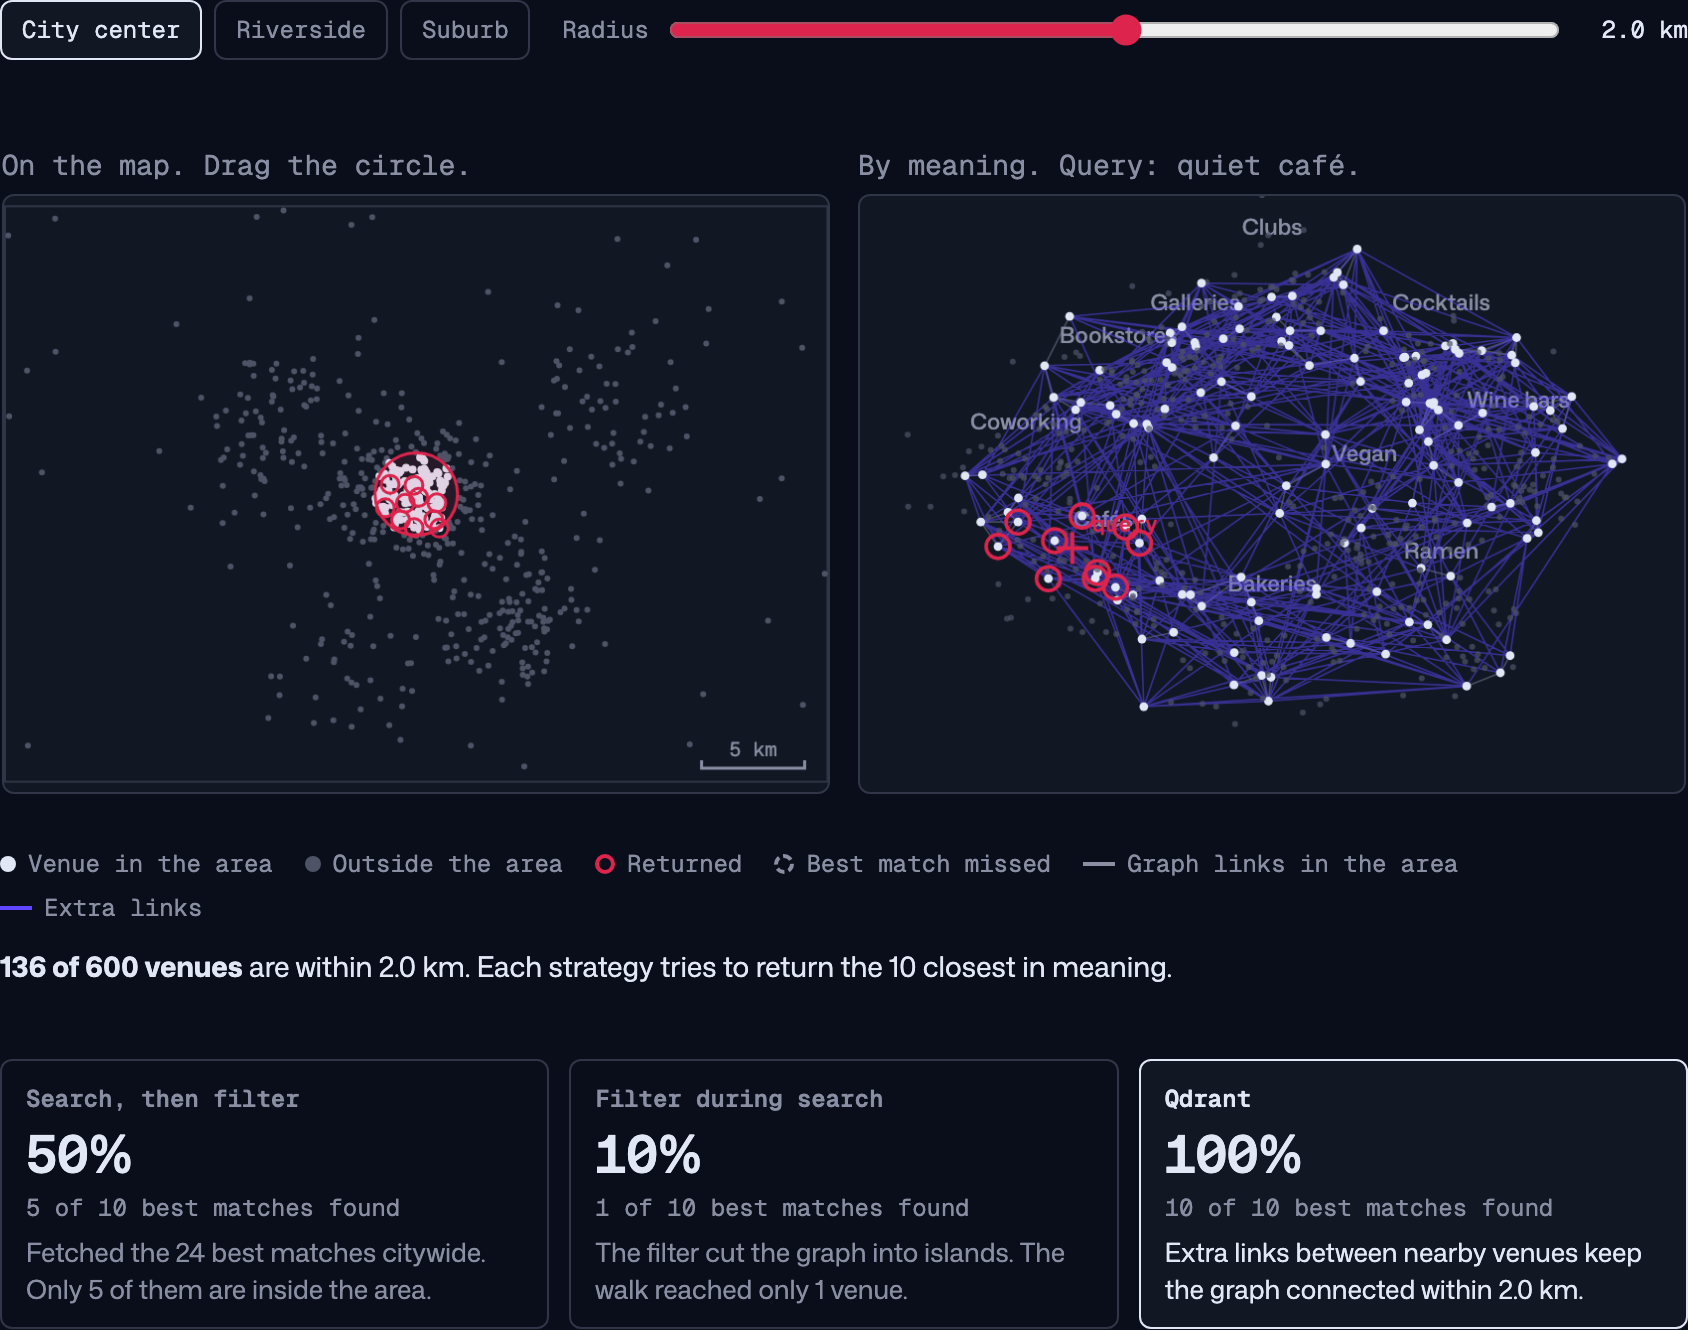 City center
Riverside
Suburb
Radius
2.0 km
On the map. Drag the circle.
By meaning. Query: quiet café.
Clubs
Galleries
Cocktails
Bookstore
Wine bars
Coworking
Vegan
Ramen
Bakeries
5 km
Venue in the area
Outside the area
Returned
Best match missed
Graph links in the area
Extra links
136 of 600 venues are within 2.0 km. Each strategy tries to return the 10 closest in meaning.
Search, then filter
50%
5 of 10 best matches found
Fetched the 24 best matches citywide.
Only 5 of them are inside the area.
Filter during search
10%
1 of 10 best matches found
The filter cut the graph into islands. The
walk reached only 1 venue.
Qdrant
100%
10 of 10 best matches found
Extra links between nearby venues keep
the graph connected within 2.0 km.